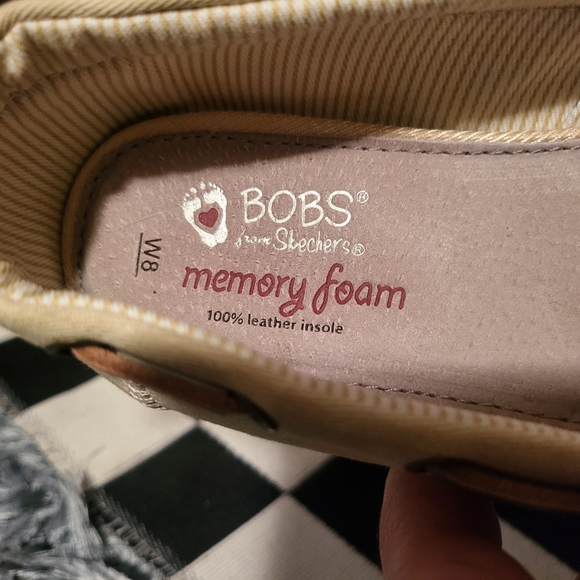 BOBS®
from Skechers®
memory foam
100% leather insole
W8